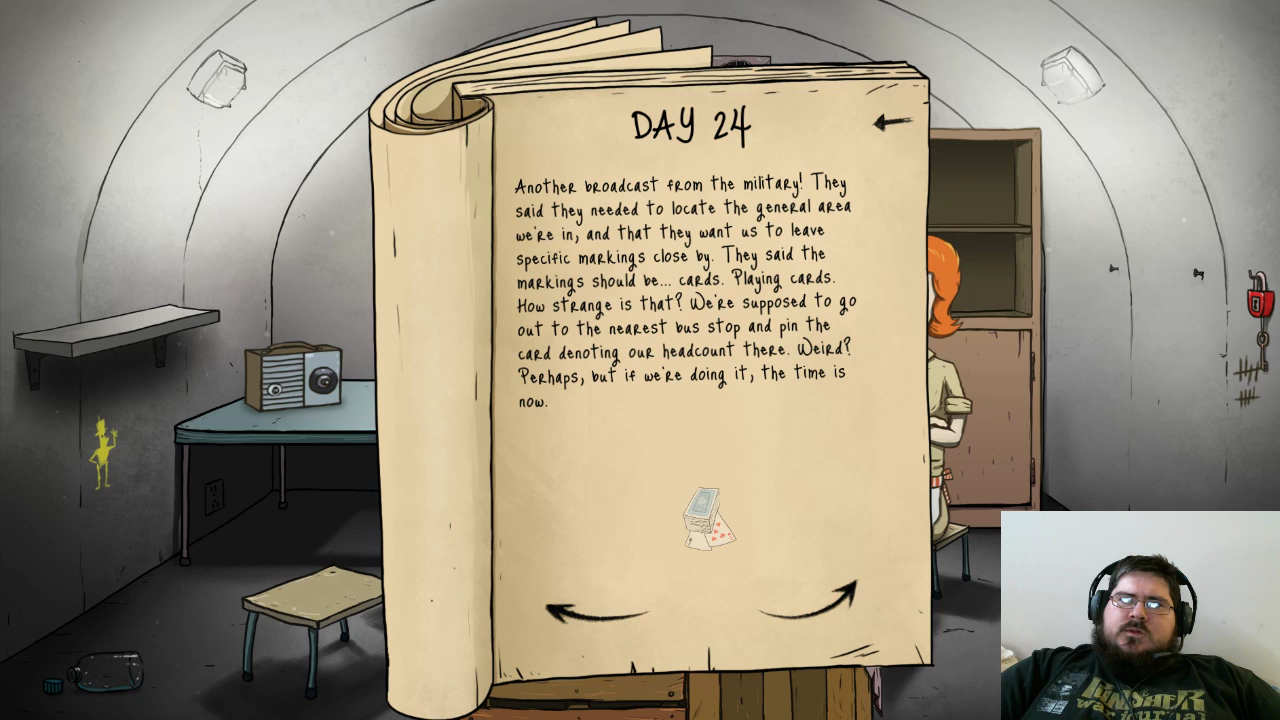 DAY 24
Another broadcast from the military! They
said they needed to locate the general area
we're in, and that they want us to leave
specific markings close by. They said the
markings should be... cards. Playing cards.
How strange is that? We're supposed to go
out to the nearest bus stop and pin the
card denoting our headcount there. Weird?
Perhaps, but if we're doing it, the time is
now.
PUNISHER